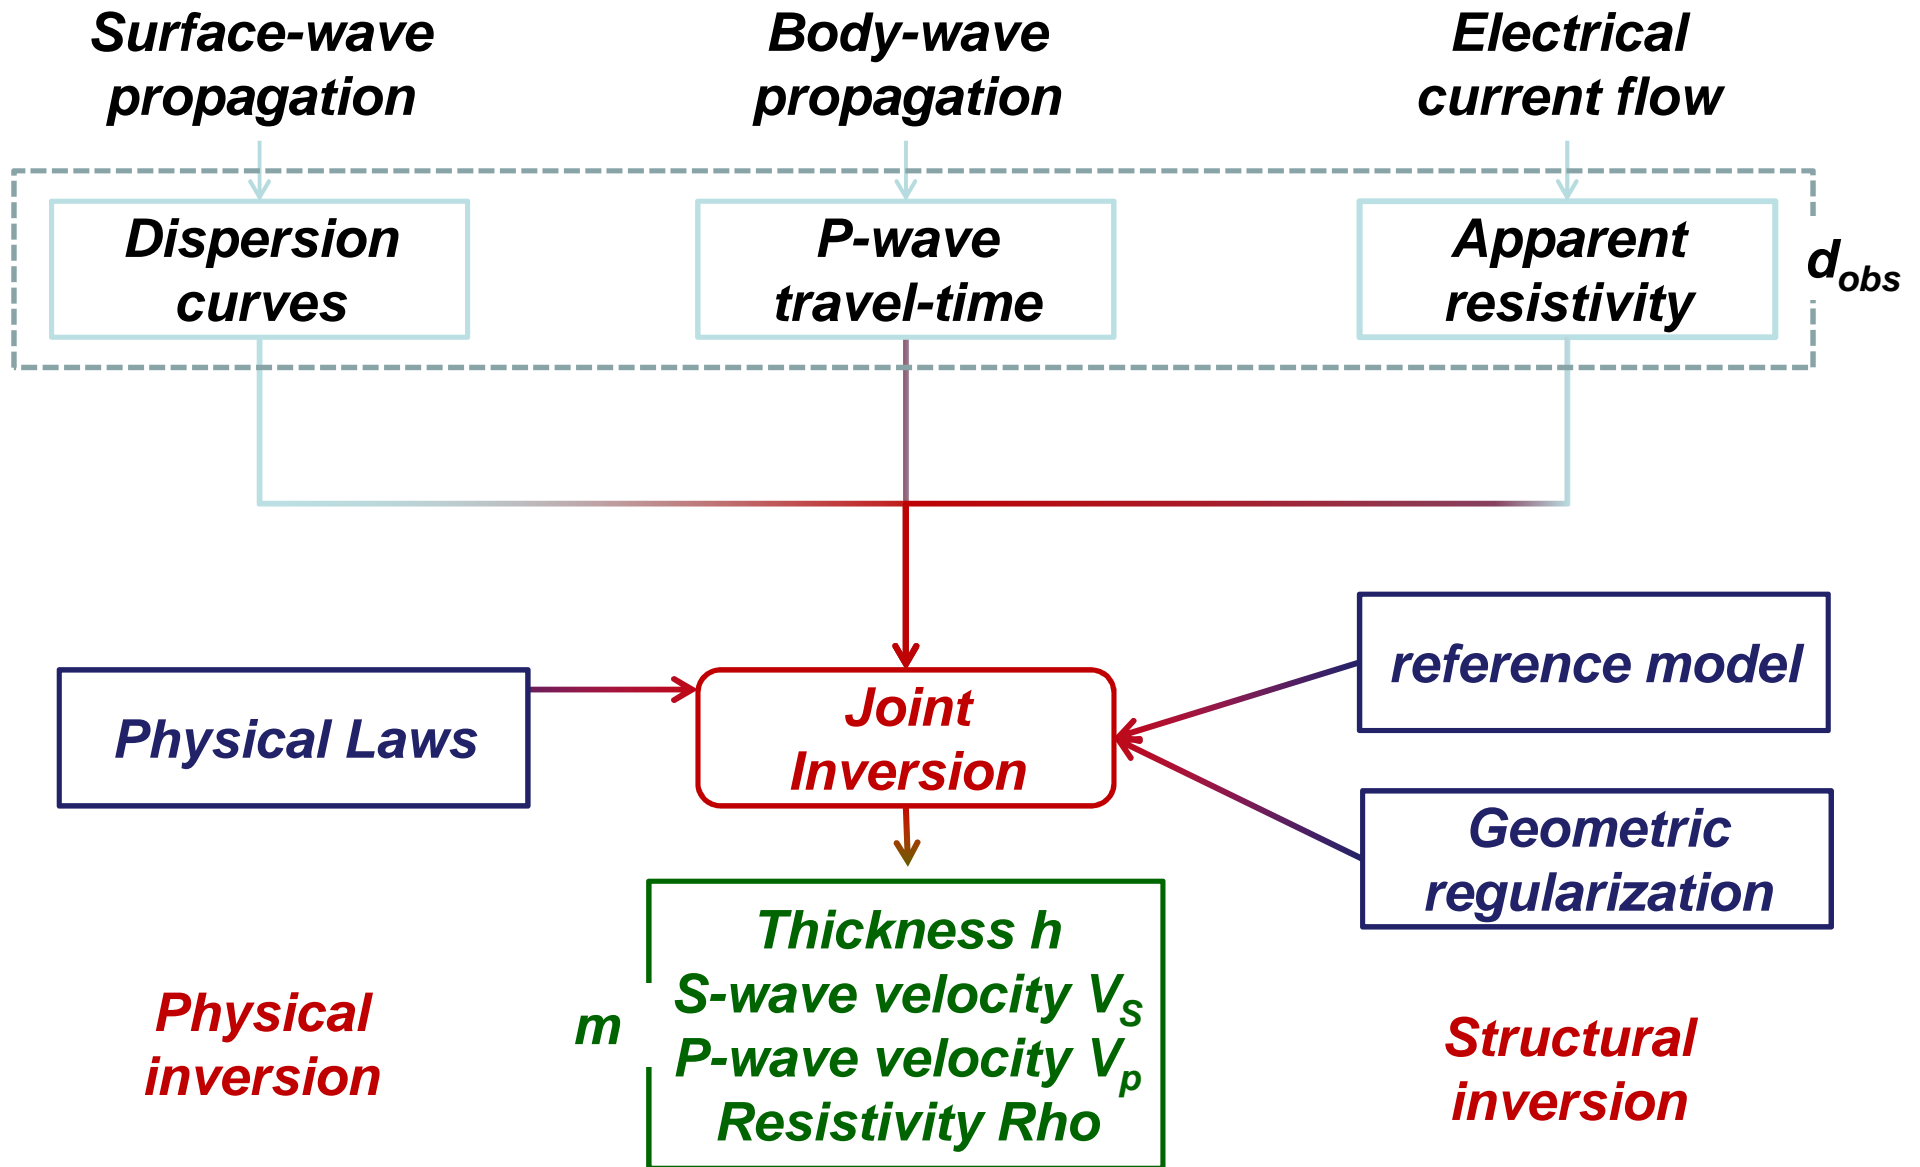 Surface-wave
propagation
Body-wave
propagation
Electrical
current flow
Dispersion
curves
P-wave
travel-time
Apparent
resistivity
dobs
Physical Laws
Joint
Inversion
reference model
Geometric
regularization
Thickness h
S-wave velocity VS
P-wave velocity Vp
Resistivity Rho
m
Physical
inversion
Structural
inversion